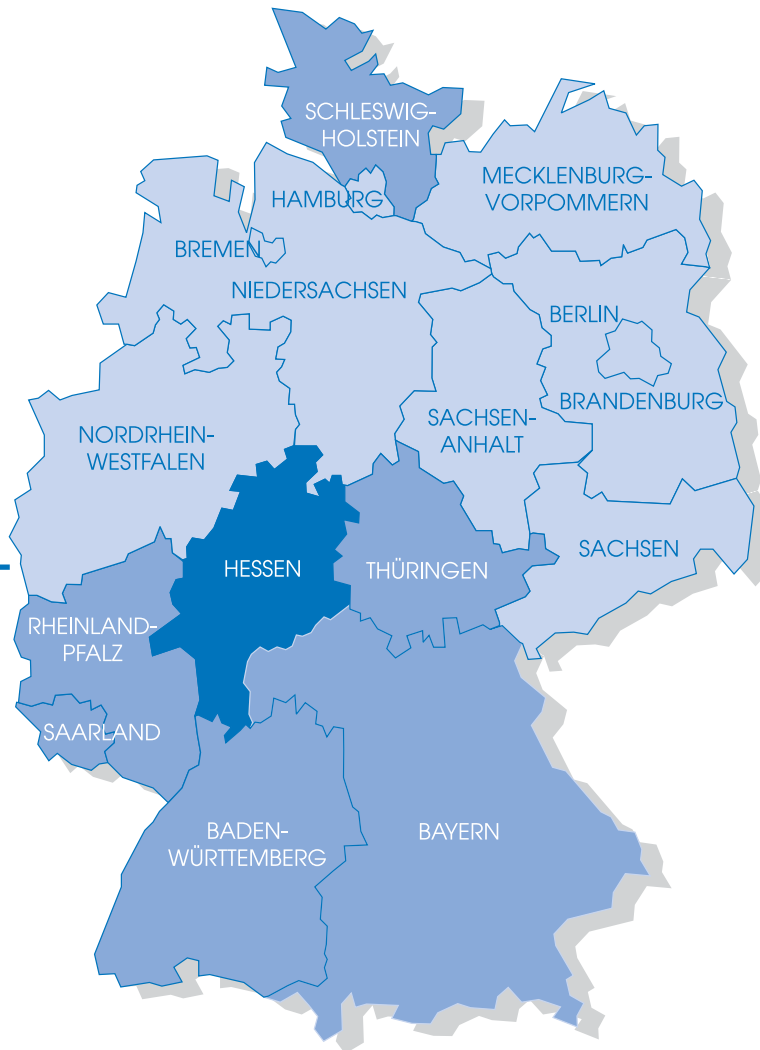 SCHLESWIG-
HOLSTEIN
MECKLENBURG-
VORPOMMERN
HAMBURG
BREMEN
NIEDERSACHSEN
BERLIN
BRANDENBURG
SACHSEN-
ANHALT
NORDRHEIN-
WESTFALEN
SACHSEN
HESSEN
THÜRINGEN
RHEINLAND-
PFALZ
SAARLAND
BADEN-
WÜRTTEMBERG
BAYERN